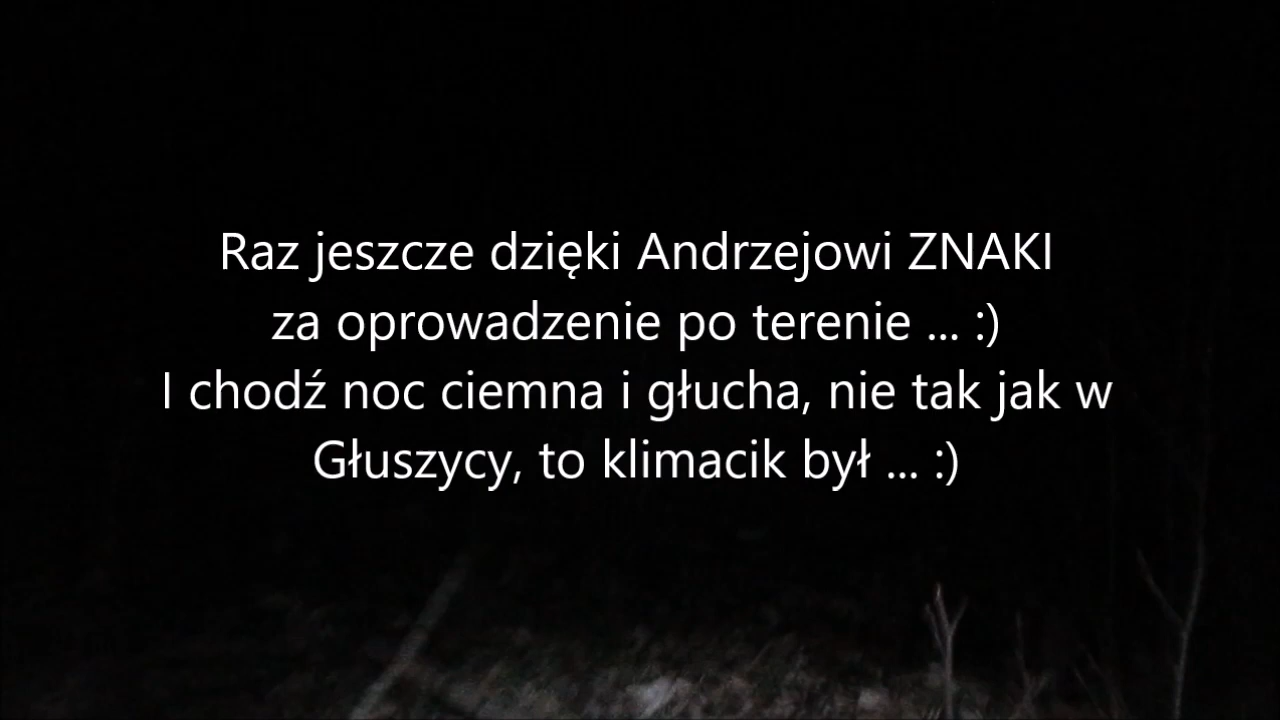 Raz jeszcze dzięki Andrzejowi ZNAKI
za oprowadzenie po terenie ... :)
I chodź noc ciemna i głucha, nie tak jak w
Głuszycy, to klimacik był ... :)